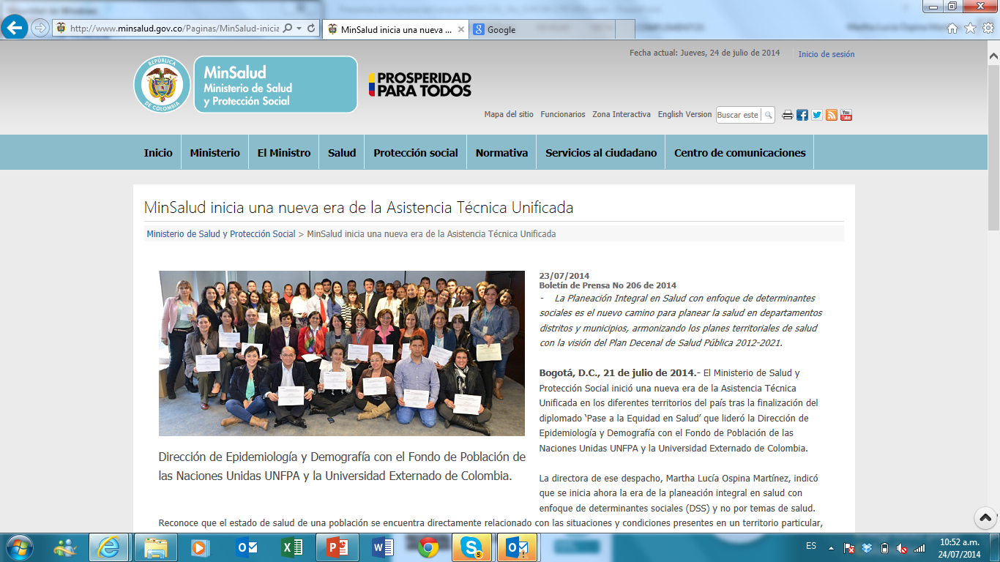 http://www.minsalud.gov.co/Paginas/MinSalud-inicia
MinSalud inicia una nueva ...
Google
REPÚBLICA
DE COLOMBIA
MinSalud
Ministerio de Salud
y Protección Social
PROSPERIDAD
PARA TODOS
Fecha actual: Jueves, 24 de julio de 2014
Inicio de sesión
Mapa del sitio Funcionarios Zona Interactiva English Version Buscar este
You
Tube
Inicio Ministerio El Ministro Salud Protección social Normativa Servicios al ciudadano Centro de comunicaciones
MinSalud inicia una nueva era de la Asistencia Técnica Unificada
Ministerio de Salud y Protección Social > MinSalud inicia una nueva era de la Asistencia Técnica Unificada
Dirección de Epidemiología y Demografía con el Fondo de Población de
las Naciones Unidas UNFPA y la Universidad Externado de Colombia.
23/07/2014
Boletín de Prensa No 206 de 2014
- La Planeación Integral en Salud con enfoque de determinantes
sociales es el nuevo camino para planear la salud en departamentos
distritos y municipios, armonizando los planes territoriales de salud
con la visión del Plan Decenal de Salud Pública 2012-2021.
Bogotá, D.C., 21 de julio de 2014.- El Ministerio de Salud y
Protección Social inició una nueva era de la Asistencia Técnica
Unificada en los diferentes territorios del país tras la finalización del
diplomado ‘Pase a la Equidad en Salud’ que lideró la Dirección de
Epidemiología y Demografía con el Fondo de Población de las
Naciones Unidas UNFPA y la Universidad Externado de Colombia.
La directora de ese despacho, Martha Lucía Ospina Martínez, indicó
que se inicia ahora la era de la planeación integral en salud con
enfoque de determinantes sociales (DSS) y no por temas de salud.
Reconoce que el estado de salud de una población se encuentra directamente relacionado con las situaciones y condiciones presentes en un territorio particular,
5
ES
10:52 a.m.
24/07/2014